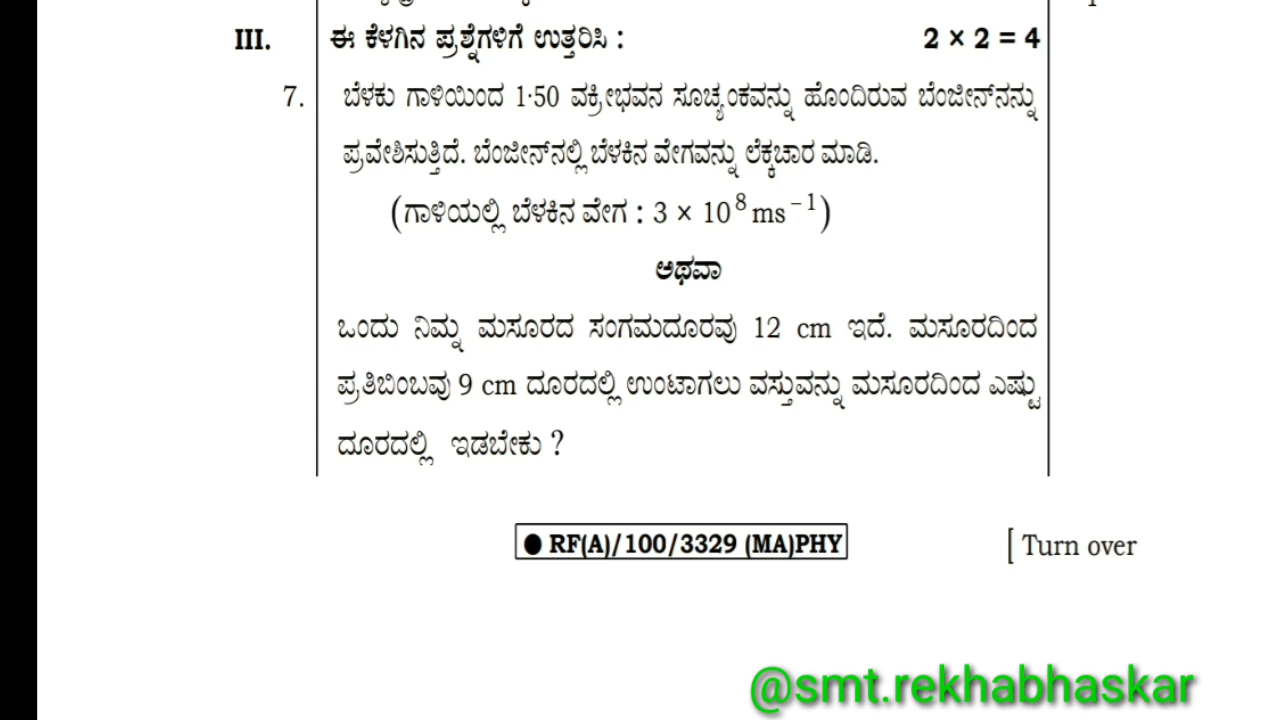 III. ಈ ಕೆಳಗಿನ ಪ್ರಶ್ನೆಗಳಿಗೆ ಉತ್ತರಿಸಿ : 2 × 2 = 4
7. ಬೆಳಕು ಗಾಳಿಯಿಂದ 1·50 ವಕ್ರೀಭವನ ಸೂಚ್ಯಂಕವನ್ನು ಹೊಂದಿರುವ ಬೆಂಜೀನ್‌ನನ್ನು
ಪ್ರವೇಶಿಸುತ್ತಿದೆ. ಬೆಂಜೀನ್‌ನಲ್ಲಿ ಬೆಳಕಿನ ವೇಗವನ್ನು ಲೆಕ್ಕಚಾರ ಮಾಡಿ.
(ಗಾಳಿಯಲ್ಲಿ ಬೆಳಕಿನ ವೇಗ : 3 × 10⁸ ms⁻¹)
ಅಥವಾ
ಒಂದು ನಿಮ್ನ ಮಸೂರದ ಸಂಗಮದೂರವು 12 cm ಇದೆ. ಮಸೂರದಿಂದ
ಪ್ರತಿಬಿಂಬವು 9 cm ದೂರದಲ್ಲಿ ಉಂಟಾಗಲು ವಸ್ತುವನ್ನು ಮಸೂರದಿಂದ ಎಷ್ಟು
ದೂರದಲ್ಲಿ ಇಡಬೇಕು ?
● RF(A)/100/3329 (MA)PHY [ Turn over
@smt.rekhabhaskar